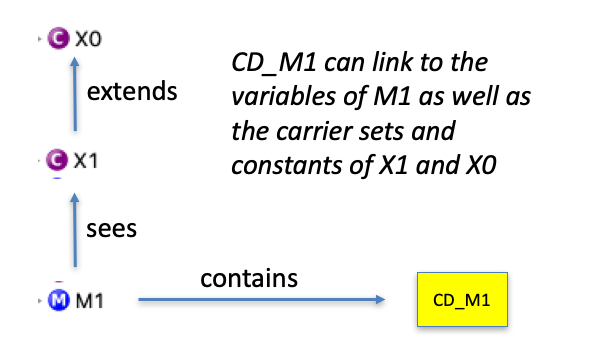 C X0
CD_M1 can link to the
variables of M1 as well as
the carrier sets and
constants of X1 and X0
extends
C X1
sees
M M1
contains
CD_M1